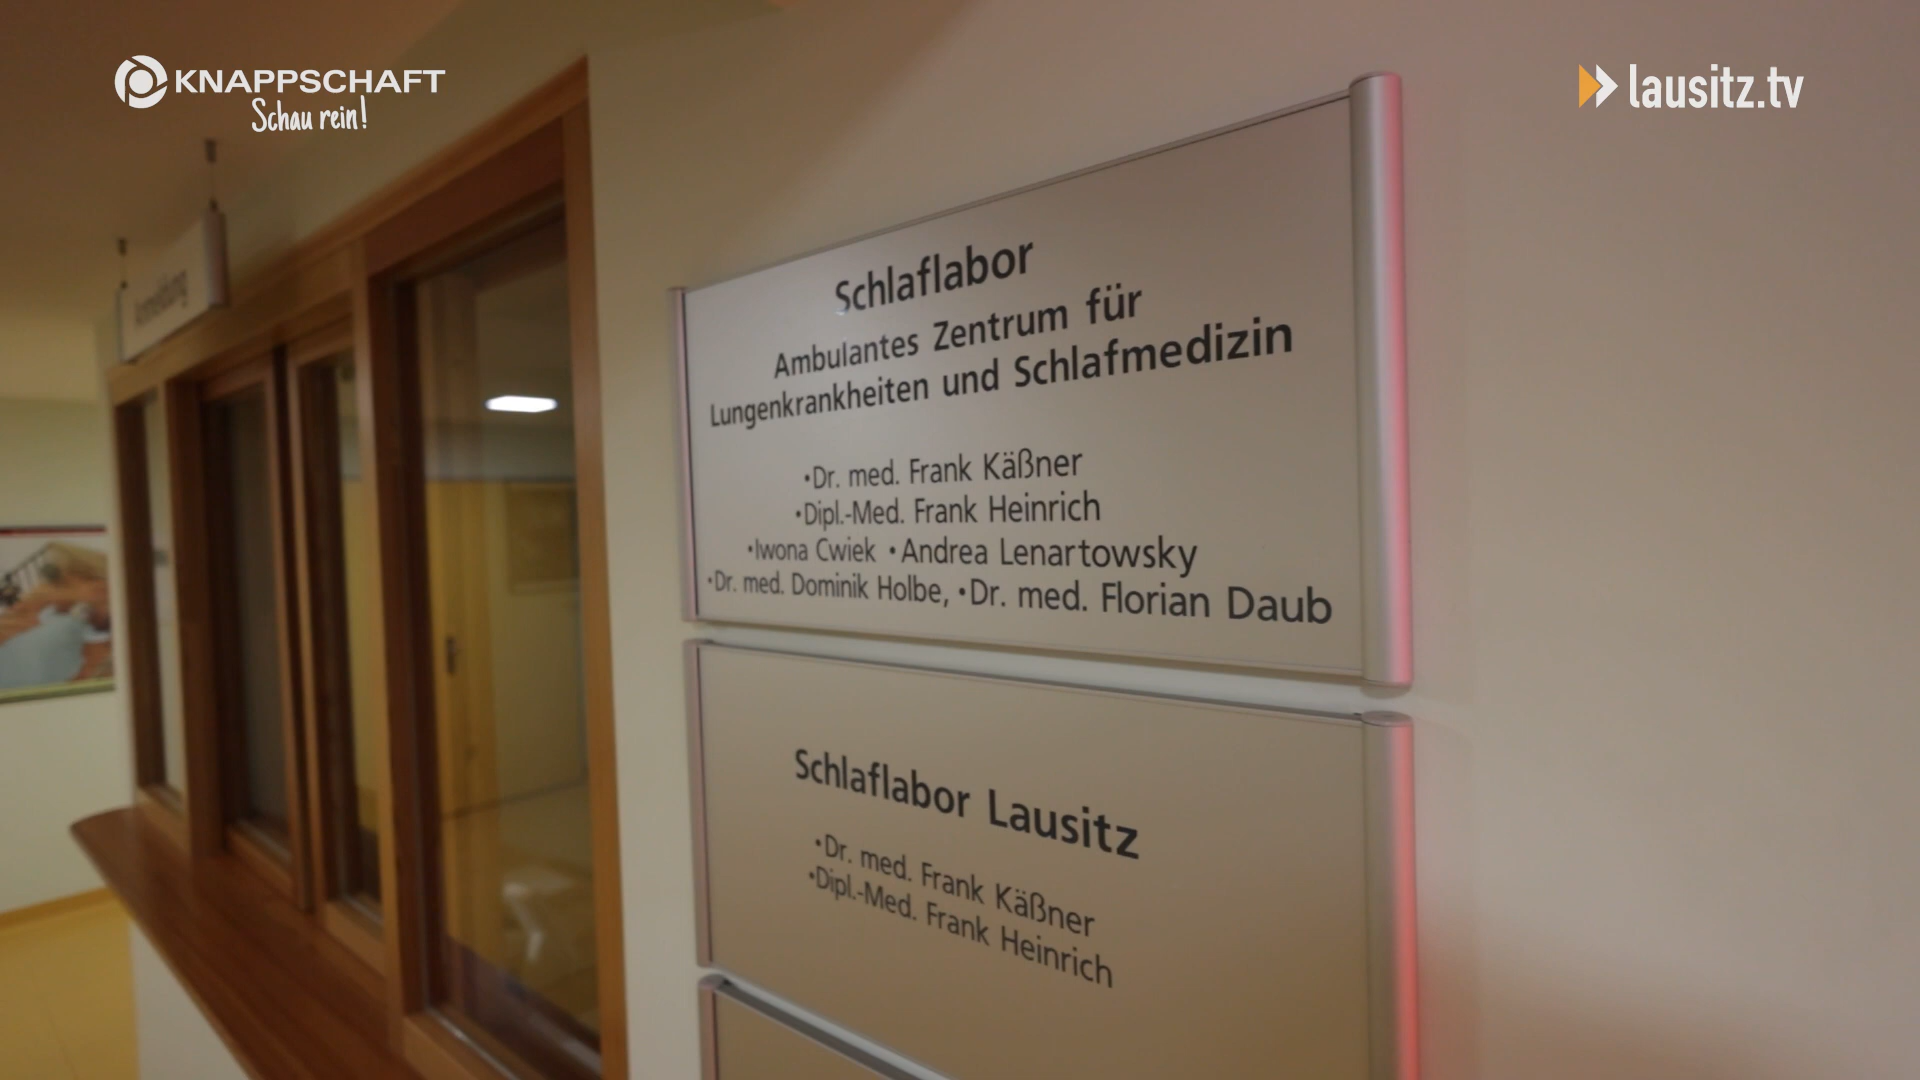 KNAPPSCHAFT
Schau rein!
lausitz.tv
Anmeldung
Schlaflabor
Ambulantes Zentrum für
Lungenkrankheiten und Schlafmedizin
•Dr. med. Frank Käßner
•Dipl.-Med. Frank Heinrich
•Iwona Cwiek •Andrea Lenartowsky
•Dr. med. Dominik Holbe, •Dr. med. Florian Daub
Schlaflabor Lausitz
•Dr. med. Frank Käßner
•Dipl.-Med. Frank Heinrich